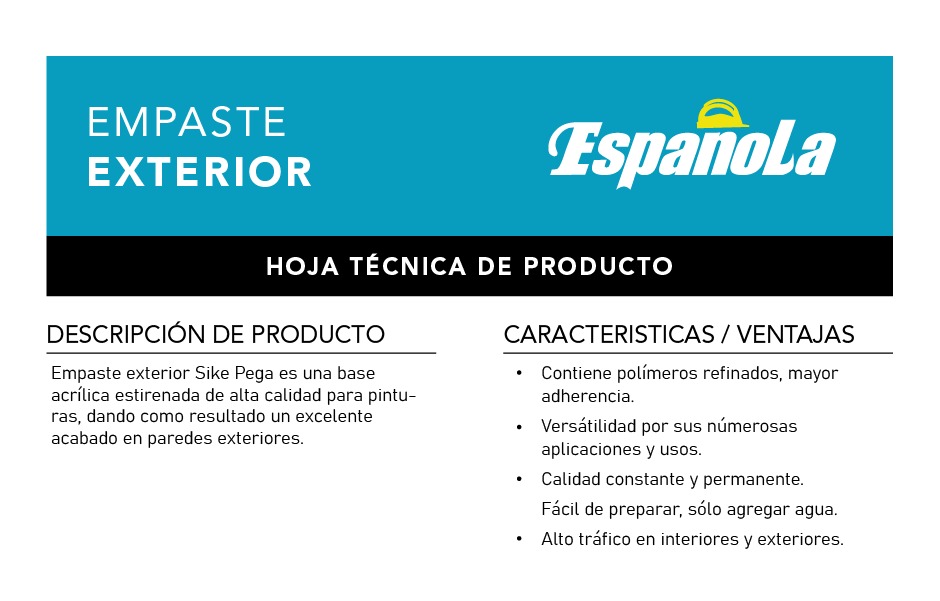 EMPASTE
EXTERIOR
EspañoLa
HOJA TÉCNICA DE PRODUCTO
DESCRIPCIÓN DE PRODUCTO
Empaste exterior Sike Pega es una base
acrílica estirenada de alta calidad para pintu-
ras, dando como resultado un excelente
acabado en paredes exteriores.
CARACTERISTICAS / VENTAJAS
• Contiene polímeros refinados, mayor
adherencia.
• Versátilidad por sus númerosas
aplicaciones y usos.
• Calidad constante y permanente.
Fácil de preparar, sólo agregar agua.
• Alto tráfico en interiores y exteriores.